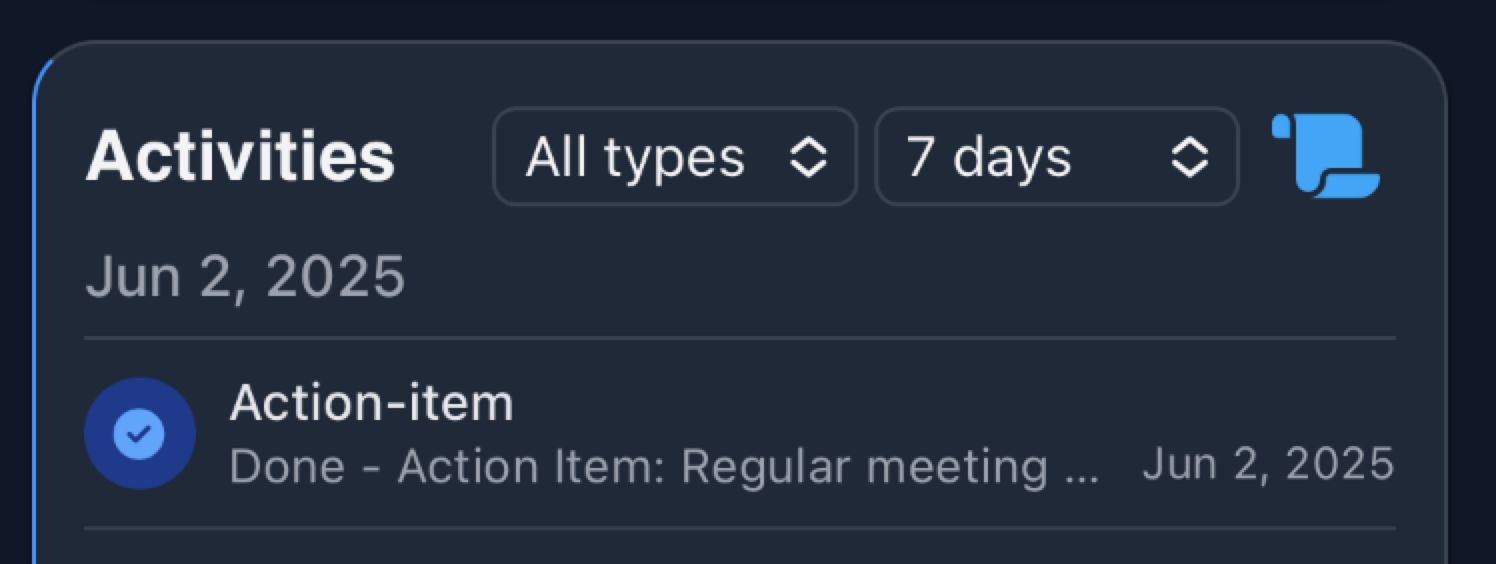 Activities All types 7 days
Jun 2, 2025
Action-item
Done - Action Item: Regular meeting ... Jun 2, 2025